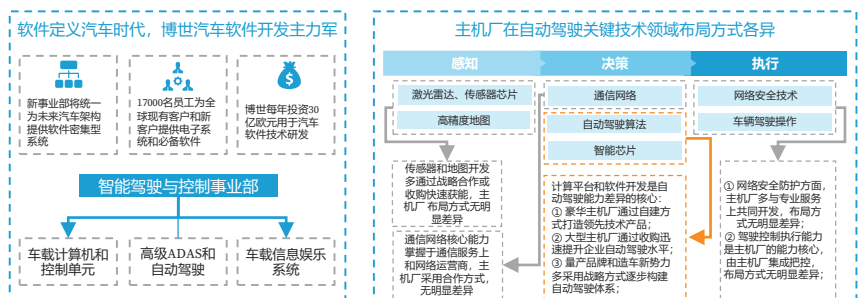 软件定义汽车时代，博世汽车软件开发主力军
新事业部将统一
为未来汽车架构
提供软件密集型
系统
17000名员工为全
球现有客户和新
客户提供电子系
统和必备软件
博世每年投资30
亿欧元用于汽车
软件技术研发
智能驾驶与控制事业部
车载计算机和
控制单元
高级ADAS和
自动驾驶
车载信息娱乐
系统
主机厂在自动驾驶关键技术领域布局方式各异
感知
决策
执行
激光雷达、传感器芯片
高精度地图
通信网络
自动驾驶算法
智能芯片
网络安全技术
车辆驾驶操作
传感器和地图开发
多通过战略合作或
收购快速获能，主
机厂布局方式无明
显差异
通信网络核心能力
掌握于通信服务上
和网络运营商，主
机厂采用合作方式，
无明显差异
计算平台和软件开发是自
动驾驶能力差异的核心：
① 豪华主机厂通过自建方
式打造领先技术产品；
② 大型主机厂通过收购迅
速提升企业自动驾驶水平；
③ 量产品牌和造车新势力
多采用战略方式逐步构建
自动驾驶体系；
① 网络安全防护方面，
主机厂多与专业服务
上共同开发，布局方
式无明显差异；
② 驾驶控制执行能力
是主机厂的能力核心，
由主机厂集成把控，
布局方式无明显差异；